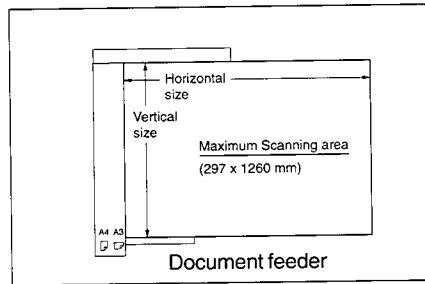 Horizontal
size
Vertical
size
Maximum Scanning area
(297 x 1260 mm)
A4 A3
Document feeder